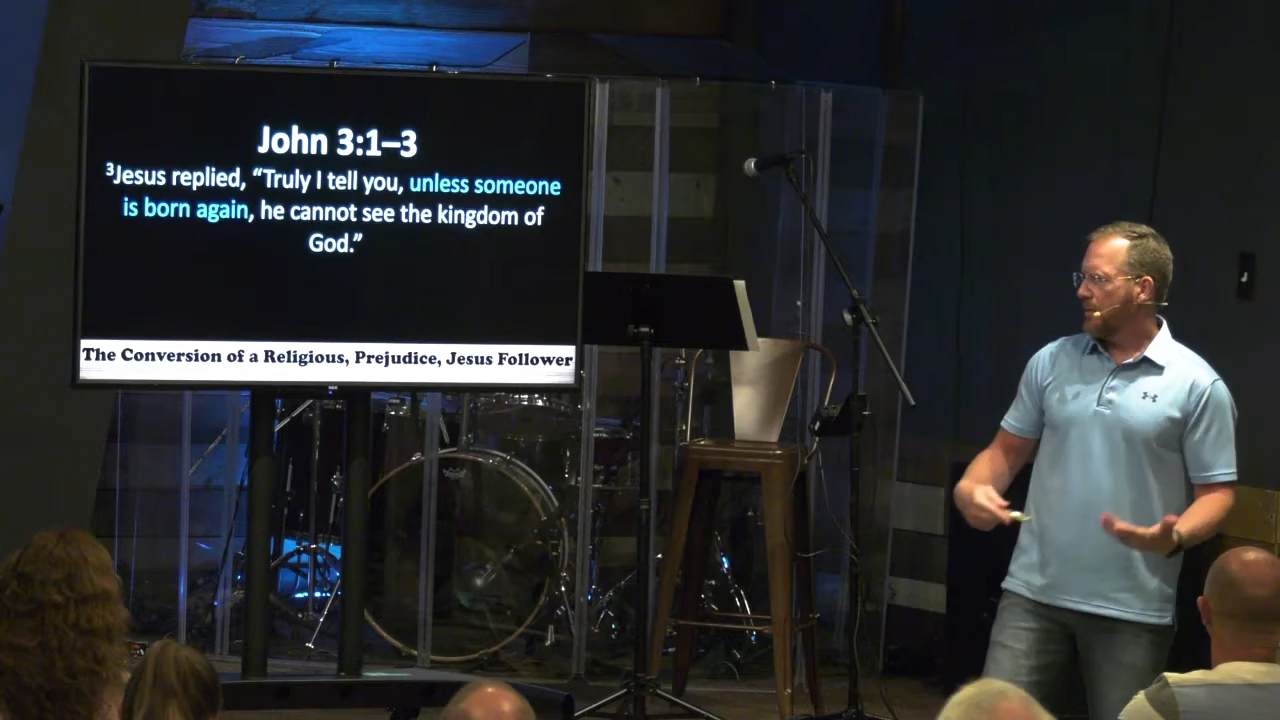 John 3:1–3
³Jesus replied, “Truly I tell you, unless someone
is born again, he cannot see the kingdom of
God.”
The Conversion of a Religious, Prejudice, Jesus Follower